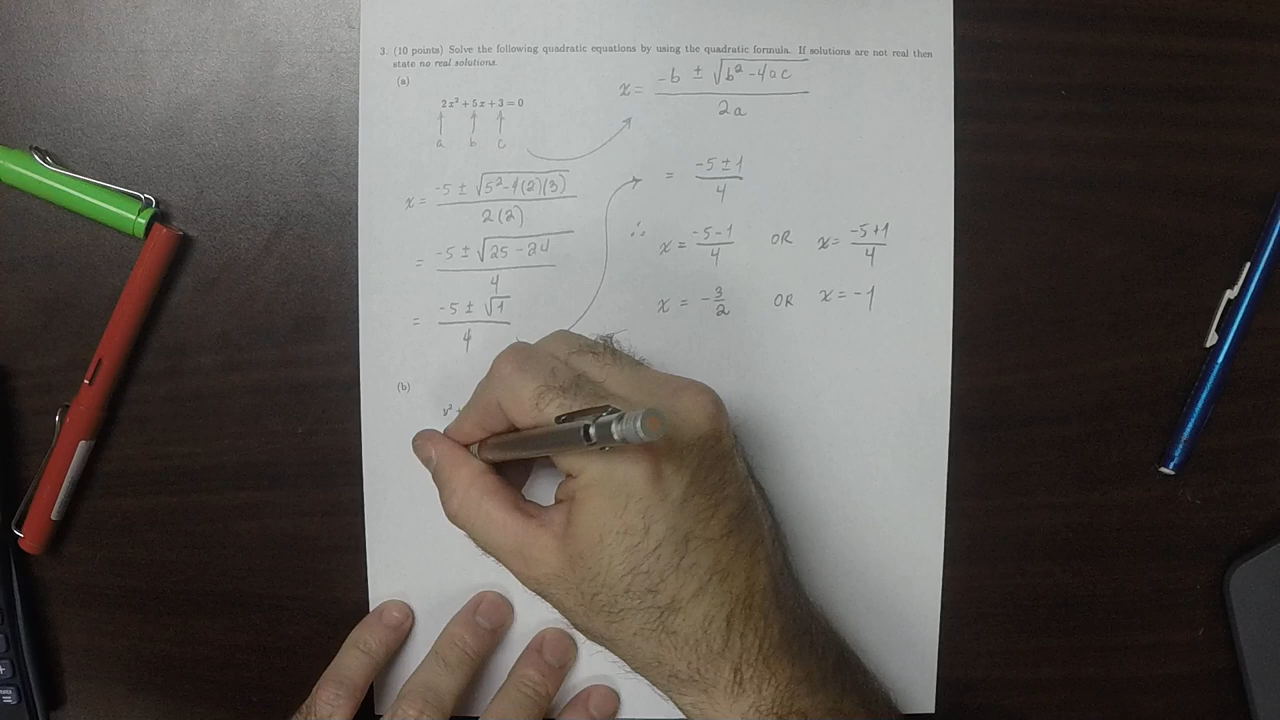 3. (10 points) Solve the following quadratic equations by using the quadratic formula. If solutions are not real then
state no real solutions.
(a)
2x² + 5x + 3 = 0
a b c
x = (-5 ± √(5² - 4(2)(3))) / 2(2)
= (-5 ± √(25 - 24)) / 4
= (-5 ± √1) / 4
x = (-b ± √(b² - 4ac)) / 2a
= (-5 ± 1) / 4
∴ x = (-5 - 1) / 4 OR x = (-5 + 1) / 4
x = -3/2 OR x = -1
(b)